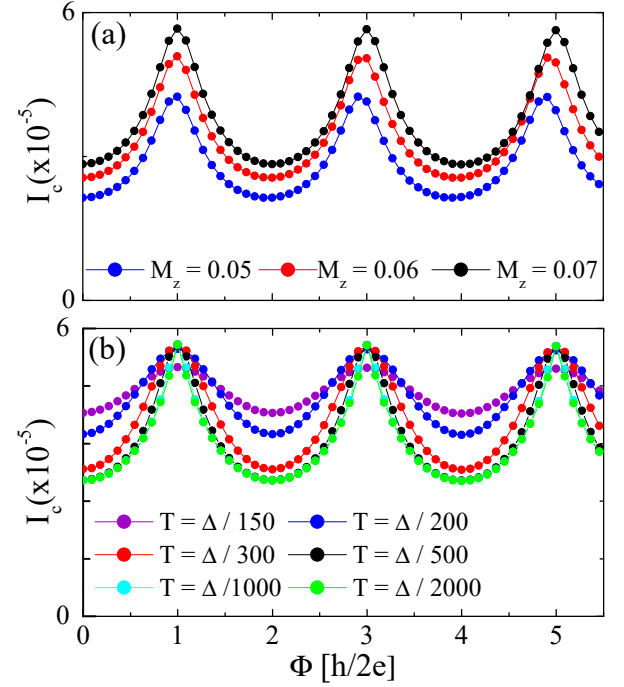 6
(a)
I_c(x10^-5)
M_z = 0.05 M_z = 0.06 M_z = 0.07
0
6
(b)
I_c(x10^-5)
T = Δ / 150 T = Δ / 200
T = Δ / 300 T = Δ / 500
T = Δ /1000 T = Δ / 2000
6
0 1 2 3 4 5
Φ [h/2e]